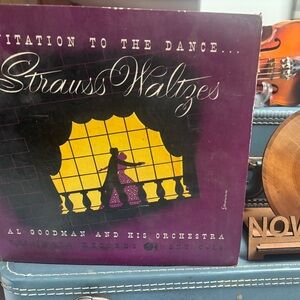 VITATION TO THE DANCE...
Strauss Waltzes
AL GOODMAN AND HIS ORCHESTRA
NOW